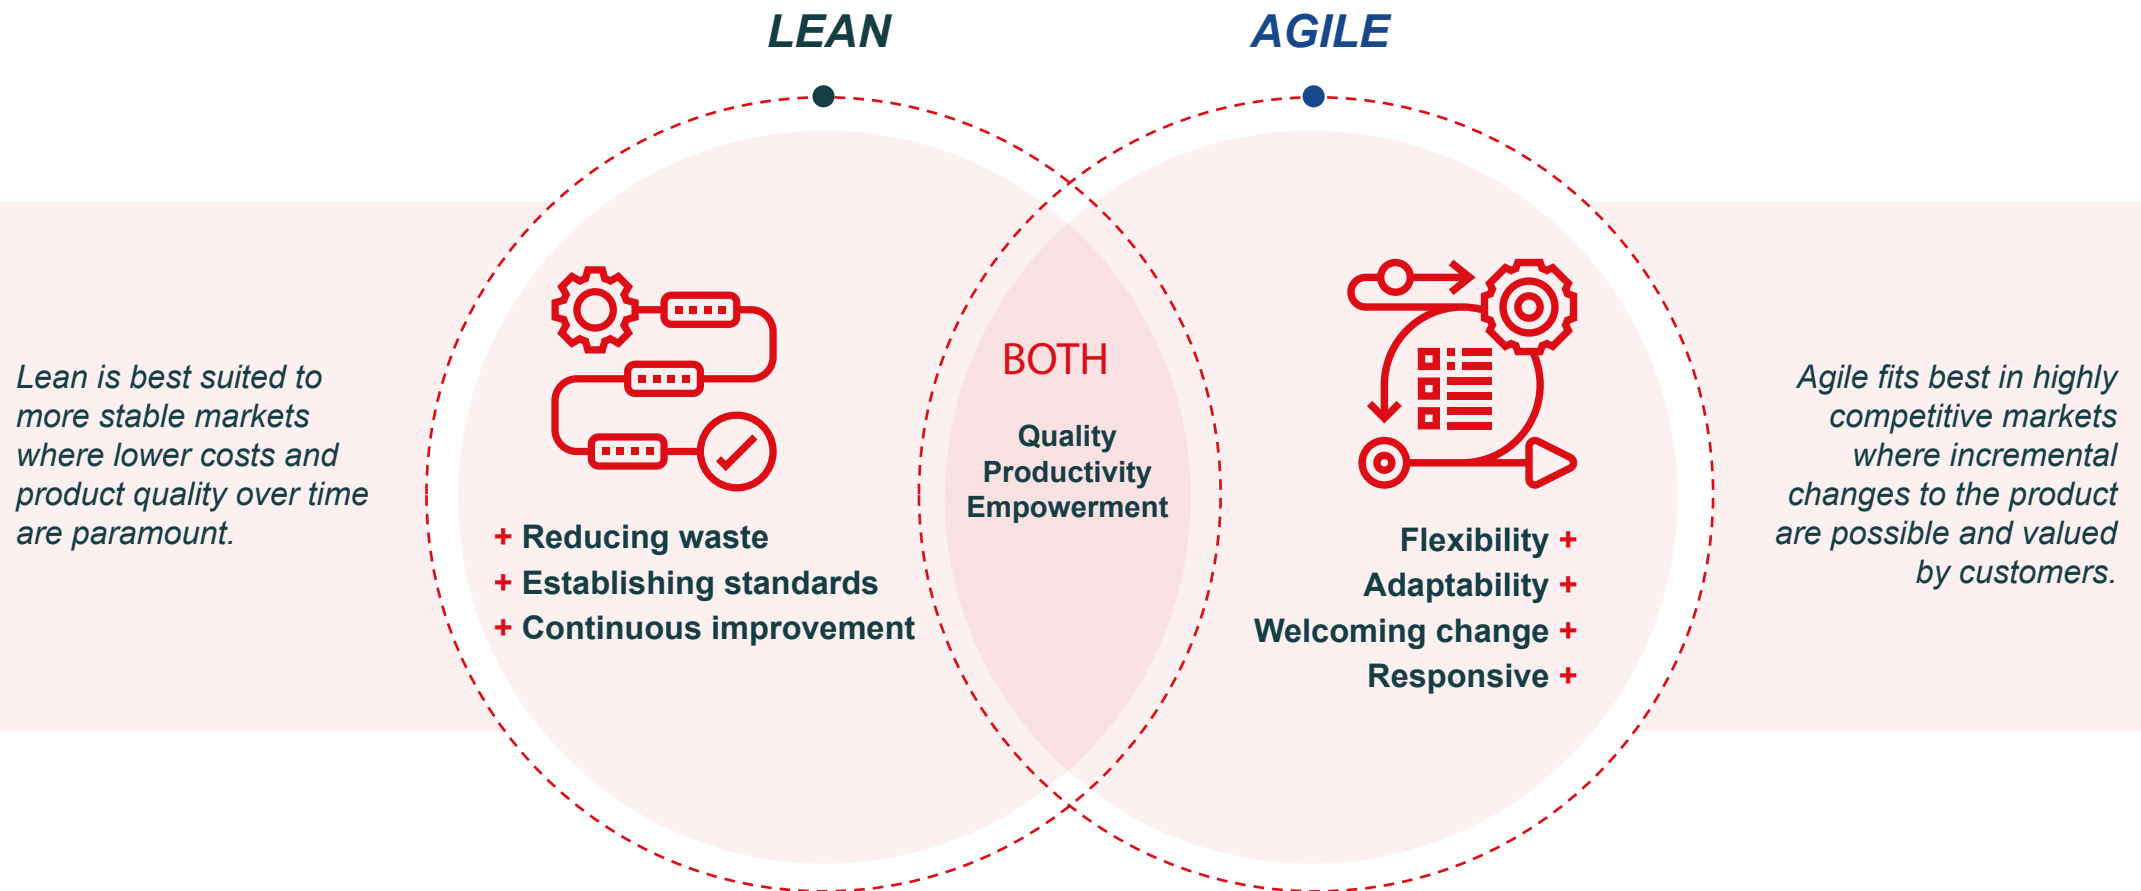 LEAN
AGILE
Lean is best suited to
more stable markets
where lower costs and
product quality over time
are paramount.
+ Reducing waste
+ Establishing standards
+ Continuous improvement
BOTH
Quality
Productivity
Empowerment
Flexibility +
Adaptability +
Welcoming change +
Responsive +
Agile fits best in highly
competitive markets
where incremental
changes to the product
are possible and valued
by customers.